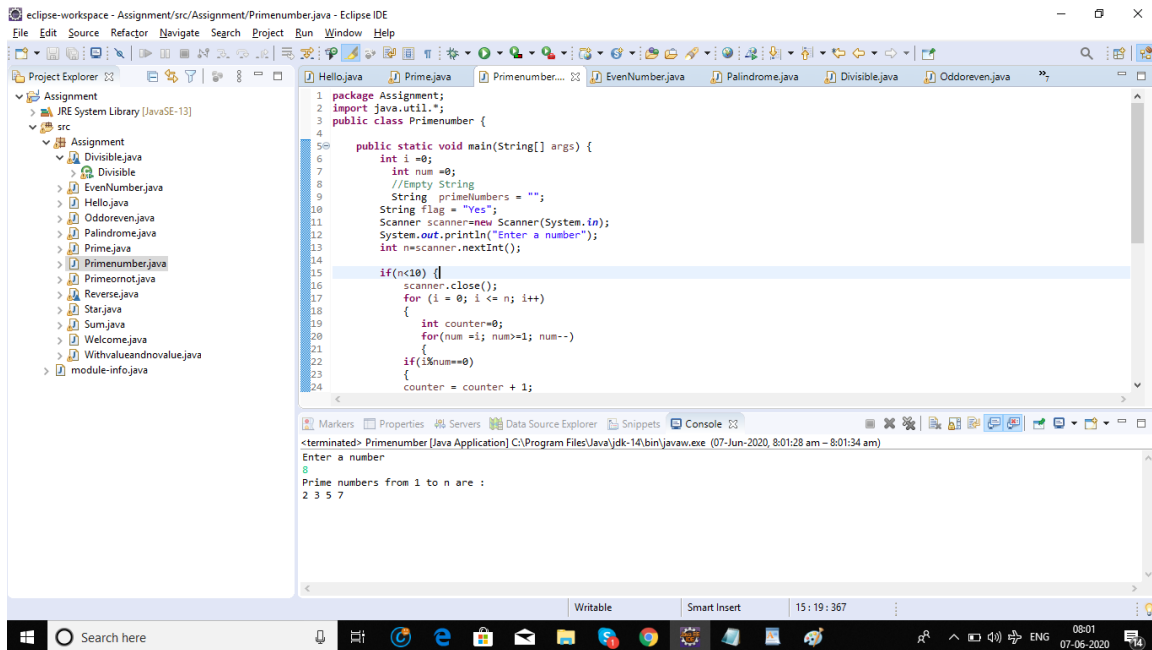 eclipse-workspace - Assignment/src/Assignment/Primenumber.java - Eclipse IDE
File Edit Source Refactor Navigate Search Project Run Window Help
Project Explorer
Assignment
JRE System Library [JavaSE-13]
src
Assignment
Divisible.java
Divisible
EvenNumber.java
Hello.java
Oddoreven.java
Palindrome.java
Prime.java
Primenumber.java
Primeornot.java
Reverse.java
Star.java
Sum.java
Welcome.java
Withvalueandnovalue.java
module-info.java
Hello.java Prime.java Primenumber.... EvenNumber.java Palindrome.java Divisible.java Oddoreven.java »7
1 package Assignment;
2 import java.util.*;
3 public class Primenumber {
4
5 public static void main(String[] args) {
6 int i =0;
7 int num =0;
8 //Empty String
9 String primeNumbers = "";
10 String flag = "Yes";
11 Scanner scanner=new Scanner(System.in);
12 System.out.println("Enter a number");
13 int n=scanner.nextInt();
14
15 if(n<10) {
16 scanner.close();
17 for (i = 0; i <= n; i++)
18 {
19 int counter=0;
20 for(num =i; num>=1; num--)
21 {
22 if(i%num==0)
23 {
24 counter = counter + 1;
Markers Properties Servers Data Source Explorer Snippets Console
<terminated> Primenumber [Java Application] C:\Program Files\Java\jdk-14\bin\javaw.exe (07-Jun-2020, 8:01:28 am – 8:01:34 am)
Enter a number
8
Prime numbers from 1 to n are :
2 3 5 7
Writable Smart Insert 15 : 19 : 367
Search here ENG 08:01
07-06-2020 14